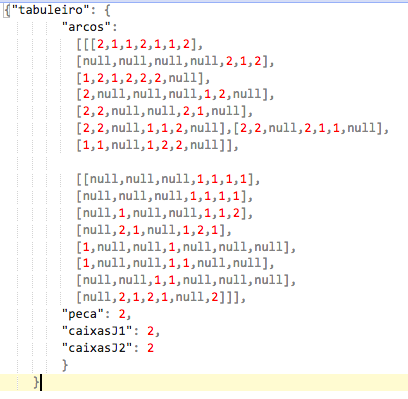 {"tabuleiro": {
"arcos":
[[[2,1,1,2,1,1,2],
[null,null,null,null,2,1,2],
[1,2,1,2,2,2,null],
[2,null,null,null,1,2,null],
[2,2,null,null,2,1,null],
[2,2,null,1,1,2,null],[2,2,null,2,1,1,null],
[1,1,null,1,2,2,null]],
[[null,null,null,1,1,1,1],
[null,null,null,1,1,1,1],
[null,1,null,null,1,1,2],
[null,2,1,null,1,2,1],
[1,null,null,1,null,null,null],
[1,null,null,1,1,null,null],
[null,null,1,1,null,null,null],
[null,2,1,2,1,null,2]]],
"peca": 2,
"caixasJ1": 2,
"caixasJ2": 2
}
}